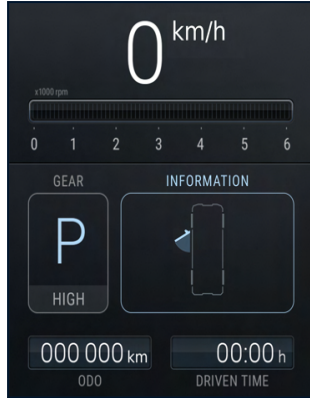 0 km/h
x1000 rpm
0 1 2 3 4 5 6
GEAR
INFORMATION
P
HIGH
000 000 km
00:00 h
ODO
DRIVEN TIME